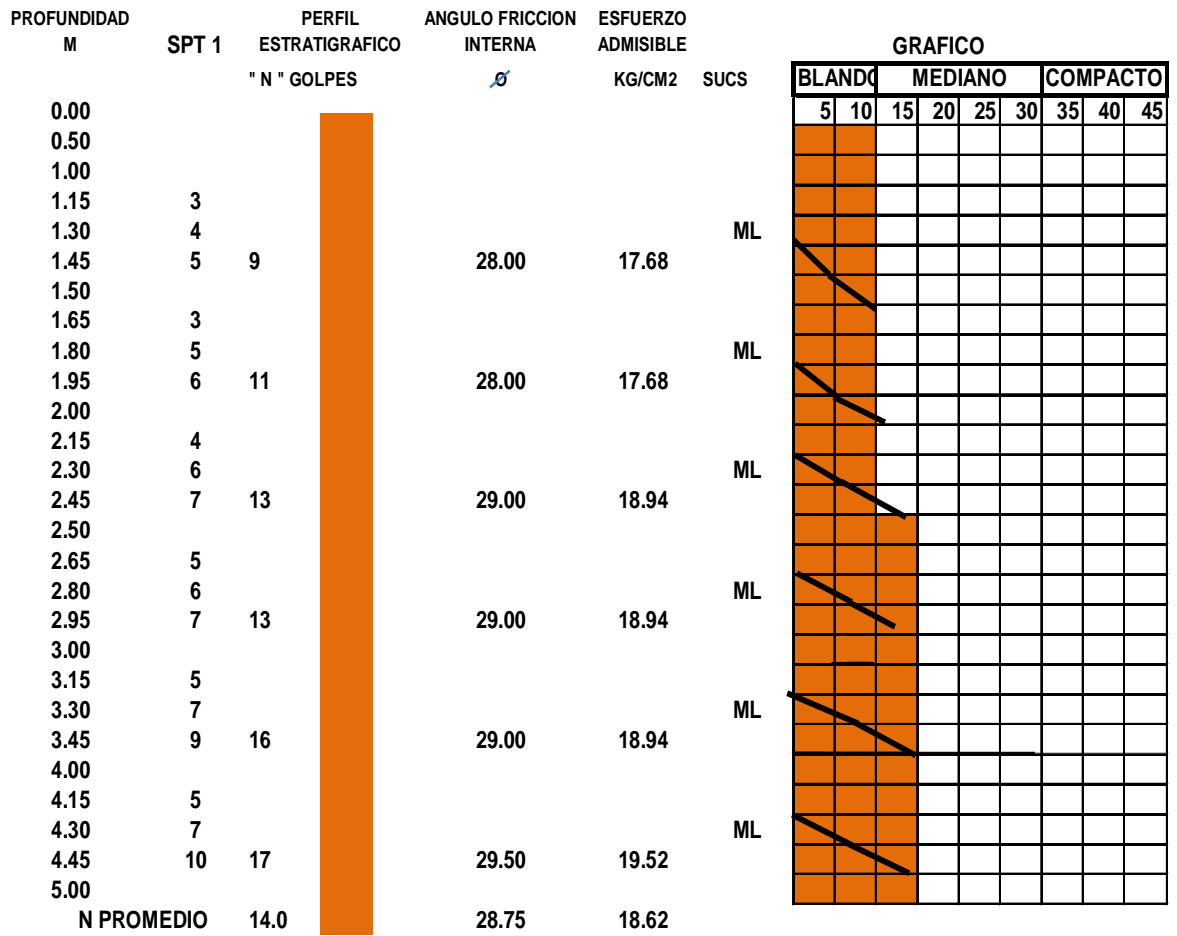 PROFUNDIDAD PERFIL ANGULO FRICCION ESFUERZO
M SPT 1 ESTRATIGRAFICO INTERNA ADMISIBLE GRAFICO
" N " GOLPES Ø KG/CM2 SUCS BLANDO MEDIANO COMPACTO
0.00 5 10 15 20 25 30 35 40 45
0.50
1.00
1.15 3
1.30 4 ML
1.45 5 9 28.00 17.68
1.50
1.65 3
1.80 5 ML
1.95 6 11 28.00 17.68
2.00
2.15 4
2.30 6 ML
2.45 7 13 29.00 18.94
2.50
2.65 5
2.80 6 ML
2.95 7 13 29.00 18.94
3.00
3.15 5
3.30 7 ML
3.45 9 16 29.00 18.94
4.00
4.15 5
4.30 7 ML
4.45 10 17 29.50 19.52
5.00
N PROMEDIO 14.0 28.75 18.62